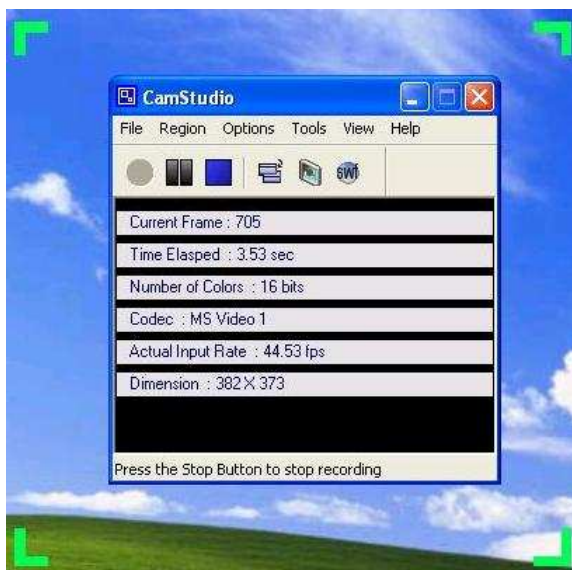 CamStudio
File Region Options Tools View Help
SWf
Current Frame : 705
Time Elasped : 3.53 sec
Number of Colors : 16 bits
Codec : MS Video 1
Actual Input Rate : 44.53 fps
Dimension : 382 X 373
Press the Stop Button to stop recording